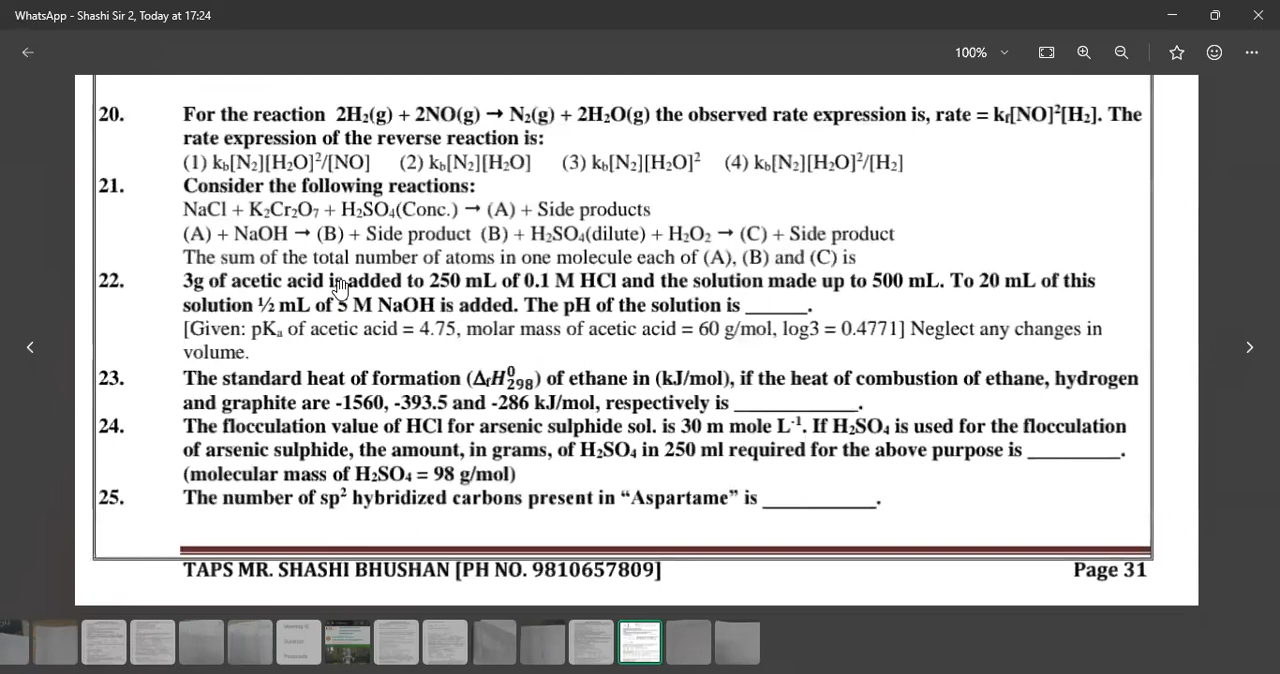 WhatsApp - Shashi Sir 2, Today at 17:24
100%
20. For the reaction 2H₂(g) + 2NO(g) → N₂(g) + 2H₂O(g) the observed rate expression is, rate = kf[NO]²[H₂]. The
rate expression of the reverse reaction is:
(1) kb[N₂][H₂O]²/[NO] (2) kb[N₂][H₂O] (3) kb[N₂][H₂O]² (4) kb[N₂][H₂O]²/[H₂]
21. Consider the following reactions:
NaCl + K₂Cr₂O₇ + H₂SO₄(Conc.) → (A) + Side products
(A) + NaOH → (B) + Side product (B) + H₂SO₄(dilute) + H₂O₂ → (C) + Side product
The sum of the total number of atoms in one molecule each of (A), (B) and (C) is
22. 3g of acetic acid is added to 250 mL of 0.1 M HCl and the solution made up to 500 mL. To 20 mL of this
solution ½ mL of 5 M NaOH is added. The pH of the solution is ______.
[Given: pKa of acetic acid = 4.75, molar mass of acetic acid = 60 g/mol, log3 = 0.4771] Neglect any changes in
volume.
23. The standard heat of formation (ΔfH⁰₂₉₈) of ethane in (kJ/mol), if the heat of combustion of ethane, hydrogen
and graphite are -1560, -393.5 and -286 kJ/mol, respectively is ____________.
24. The flocculation value of HCl for arsenic sulphide sol. is 30 m mole L⁻¹. If H₂SO₄ is used for the flocculation
of arsenic sulphide, the amount, in grams, of H₂SO₄ in 250 ml required for the above purpose is _________.
(molecular mass of H₂SO₄ = 98 g/mol)
25. The number of sp² hybridized carbons present in “Aspartame” is ___________.
TAPS MR. SHASHI BHUSHAN [PH NO. 9810657809] Page 31